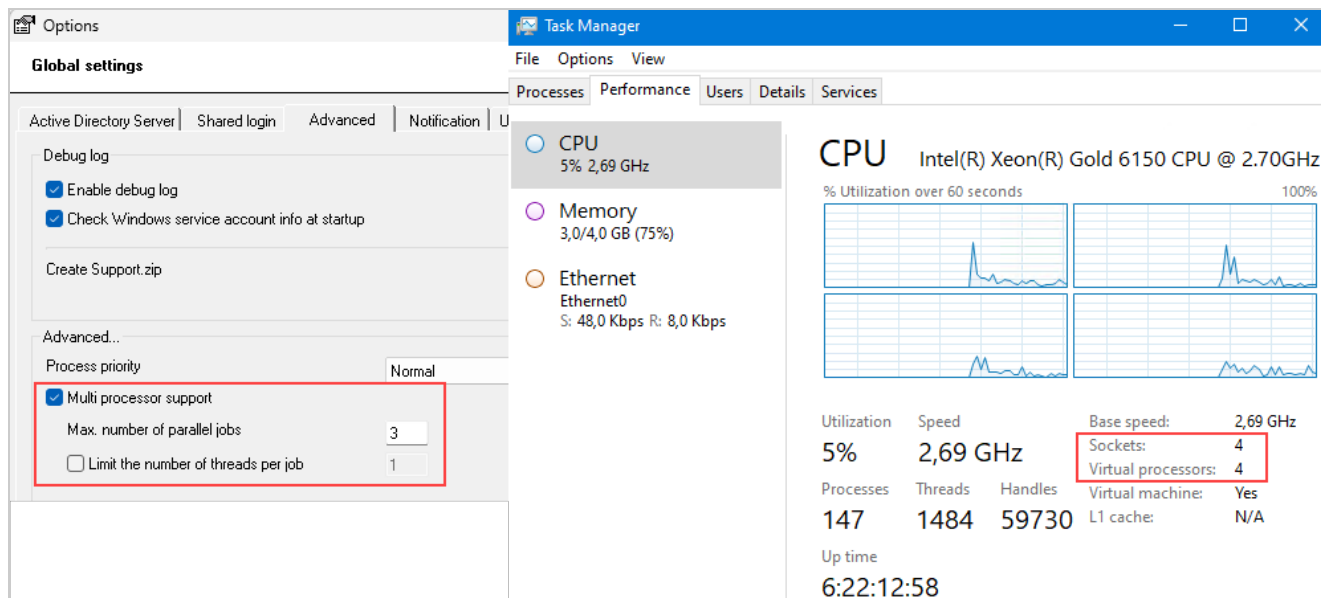 Options
Global settings
Active Directory Server
Shared login
Advanced
Notification
U
Debug log
Enable debug log
Check Windows service account info at startup
Create Support.zip
Advanced...
Process priority
Normal
Multi processor support
Max. number of parallel jobs
3
Limit the number of threads per job
1
Task Manager
File Options View
Processes Performance Users Details Services
CPU
5% 2,69 GHz
Memory
3,0/4,0 GB (75%)
Ethernet
Ethernet0
S: 48,0 Kbps R: 8,0 Kbps
CPU Intel(R) Xeon(R) Gold 6150 CPU @ 2.70GHz
% Utilization over 60 seconds 100%
Utilization Speed
5% 2,69 GHz
Processes Threads Handles
147 1484 59730
Up time
6:22:12:58
Base speed: 2,69 GHz
Sockets: 4
Virtual processors: 4
Virtual machine: Yes
L1 cache: N/A